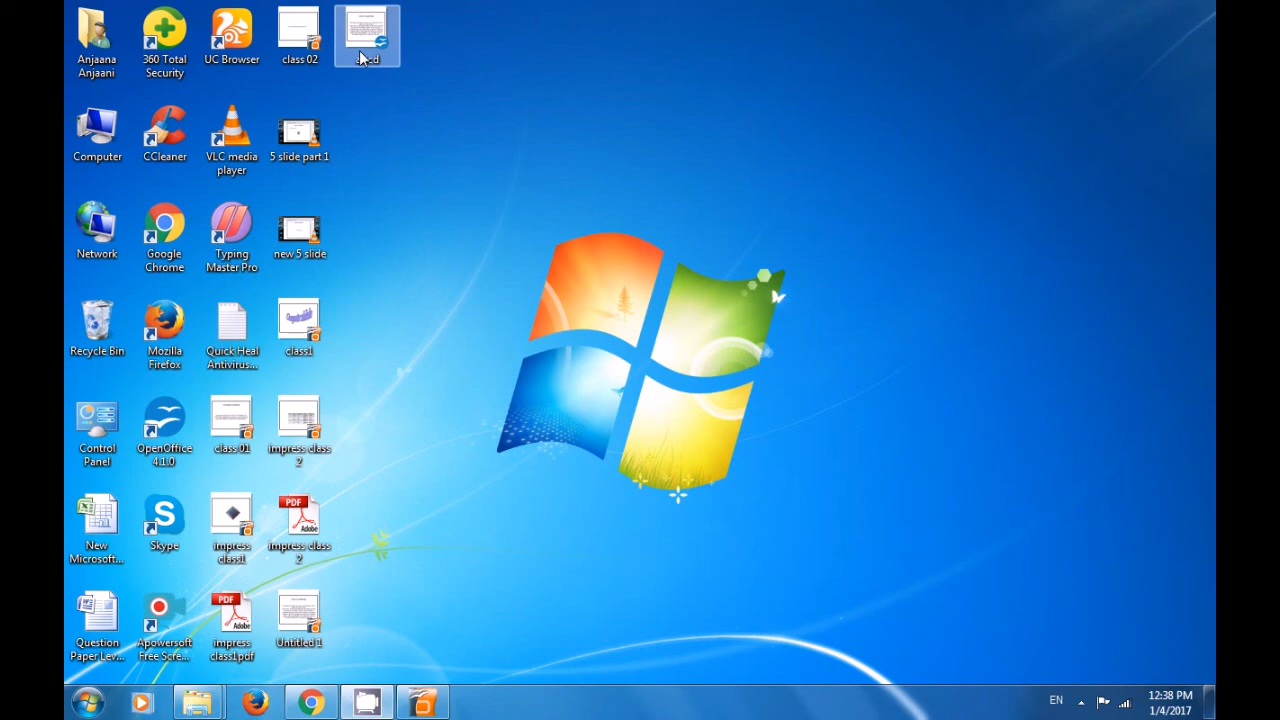 Anjaana
Anjaani
360 Total
Security
UC Browser
class 02
Computer
CCleaner
VLC media
player
5 slide part 1
Network
Google
Chrome
Typing
Master Pro
new 5 slide
Recycle Bin
Mozilla
Firefox
Quick Heal
Antivirus...
class1
Control
Panel
OpenOffice
4.1.0
class 01
impress class
2
New
Microsoft...
Skype
impress
class1
PDF
Adobe
impress class
2
Question
Paper Lev...
Apowersoft
Free Scre...
PDF
Adobe
impress
class1pdf
Untitled 1
EN
12:38 PM
1/4/2017